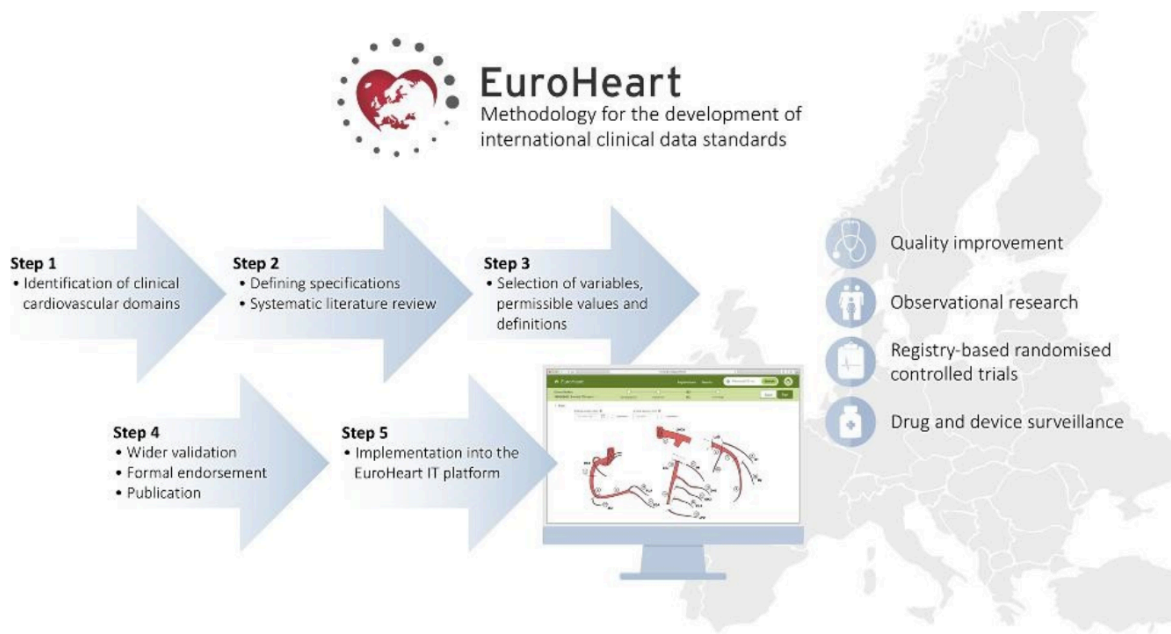 EuroHeart
Methodology for the development of
international clinical data standards
Step 1
• Identification of clinical
cardiovascular domains
Step 2
• Defining specifications
• Systematic literature review
Step 3
• Selection of variables,
permissible values and
definitions
Step 4
• Wider validation
• Formal endorsement
• Publication
Step 5
• Implementation into the
EuroHeart IT platform
Quality improvement
Observational research
Registry-based randomised
controlled trials
Drug and device surveillance